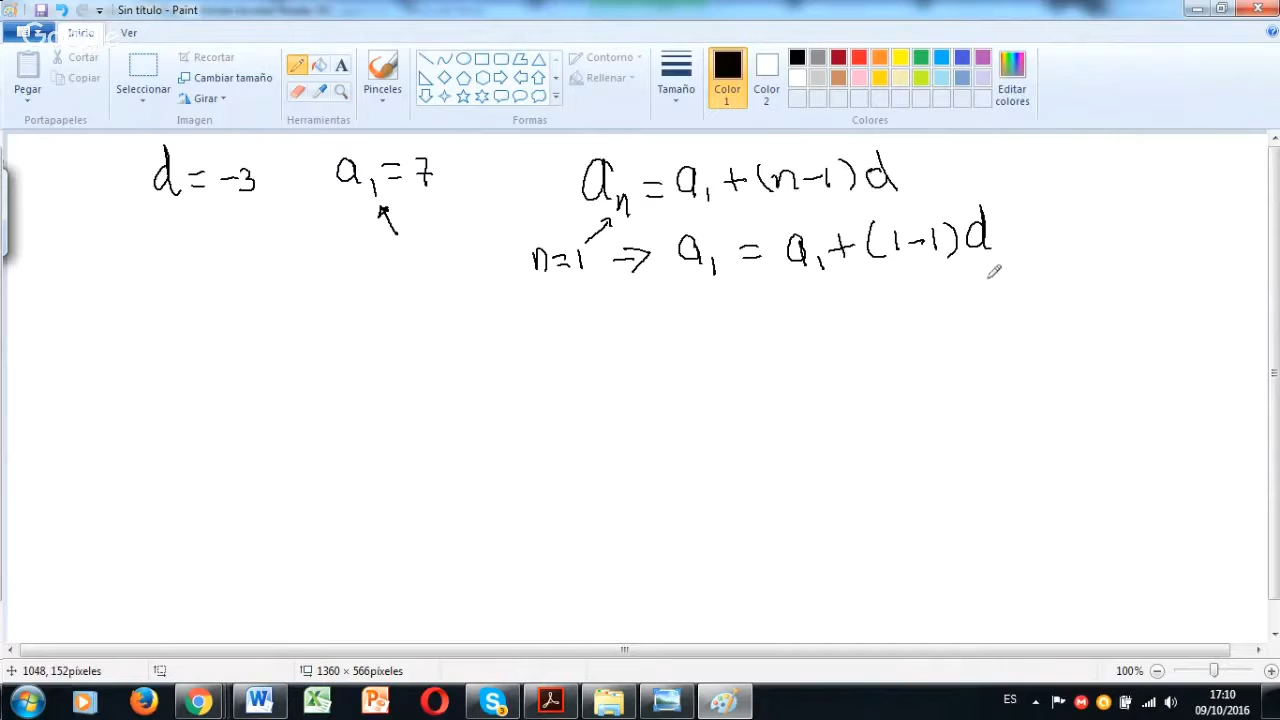 Sin título - Paint
Inicio Ver
Google
Pegar
Cortar
Copiar
Portapapeles
Seleccionar
Recortar
Cambiar tamaño
Girar
Imagen
Herramientas
Pinceles
Contorno
Rellenar
Formas
Tamaño
Color 1
Color 2
Editar colores
Colores
d = -3 a₁ = 7 aₙ = a₁ + (n-1) d
n=1 ⇒ a₁ = a₁ + (1-1) d
1048, 152píxeles 1360 × 566píxeles 100%
ES 17:10
09/10/2016